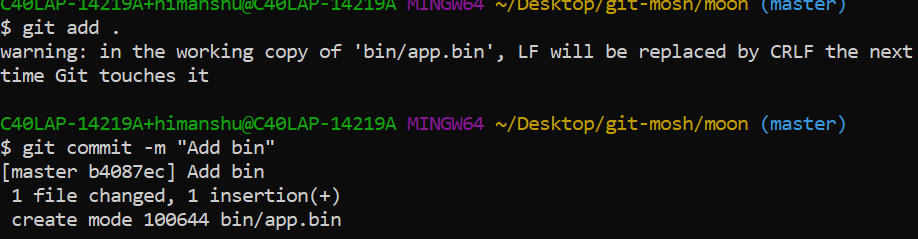 C40LAP-14219A+himanshu@C40LAP-14219A MINGW64 ~/Desktop/git-mosh/moon (master)
$ git add .
warning: in the working copy of 'bin/app.bin', LF will be replaced by CRLF the next
time Git touches it
C40LAP-14219A+himanshu@C40LAP-14219A MINGW64 ~/Desktop/git-mosh/moon (master)
$ git commit -m "Add bin"
[master b4087ec] Add bin
 1 file changed, 1 insertion(+)
 create mode 100644 bin/app.bin